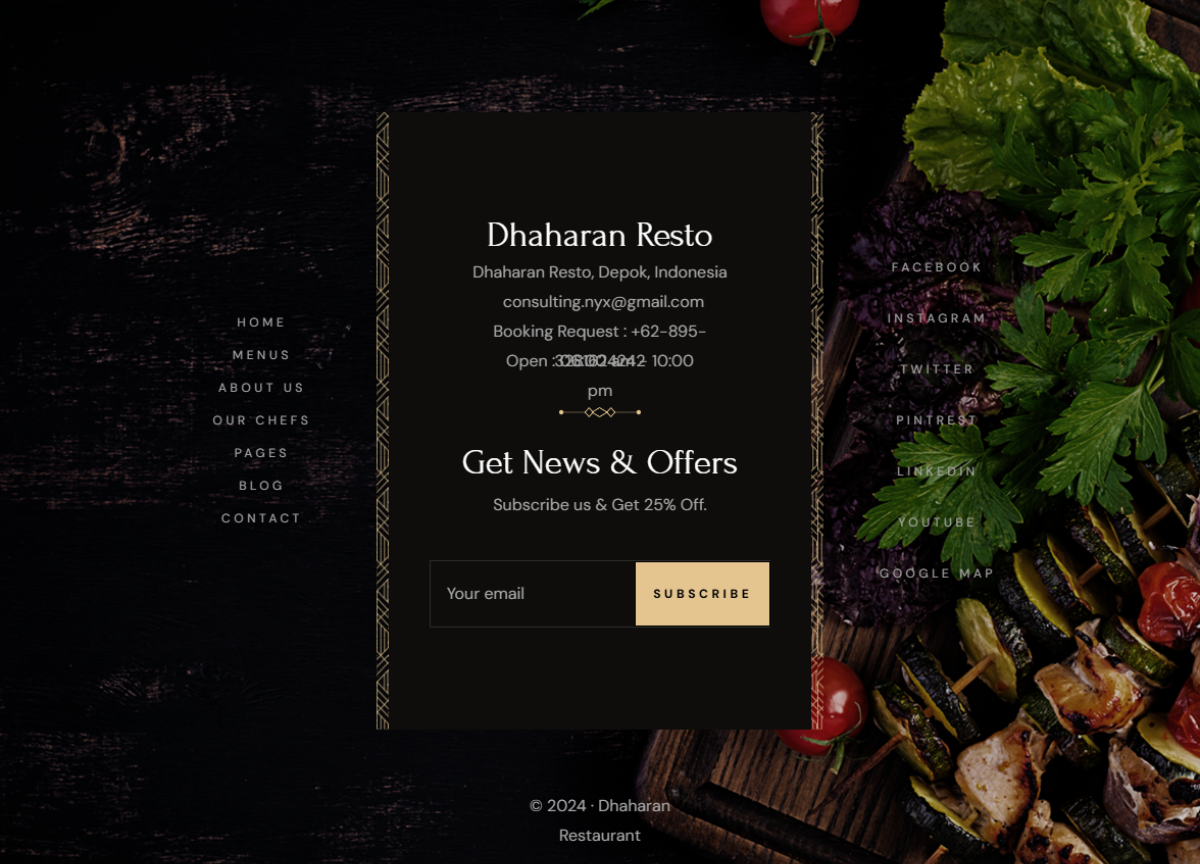 HOME
MENUS
ABOUT US
OUR CHEFS
PAGES
BLOG
CONTACT
Dhaharan Resto
Dhaharan Resto, Depok, Indonesia
consulting.nyx@gmail.com
Booking Request : +62-895-
Open : - 10:00
pm
Get News & Offers
Subscribe us & Get 25% Off.
Your email
SUBSCRIBE
FACEBOOK
INSTAGRAM
TWITTER
PINTREST
LINKEDIN
YOUTUBE
GOOGLE MAP
© 2024 · Dhaharan
Restaurant